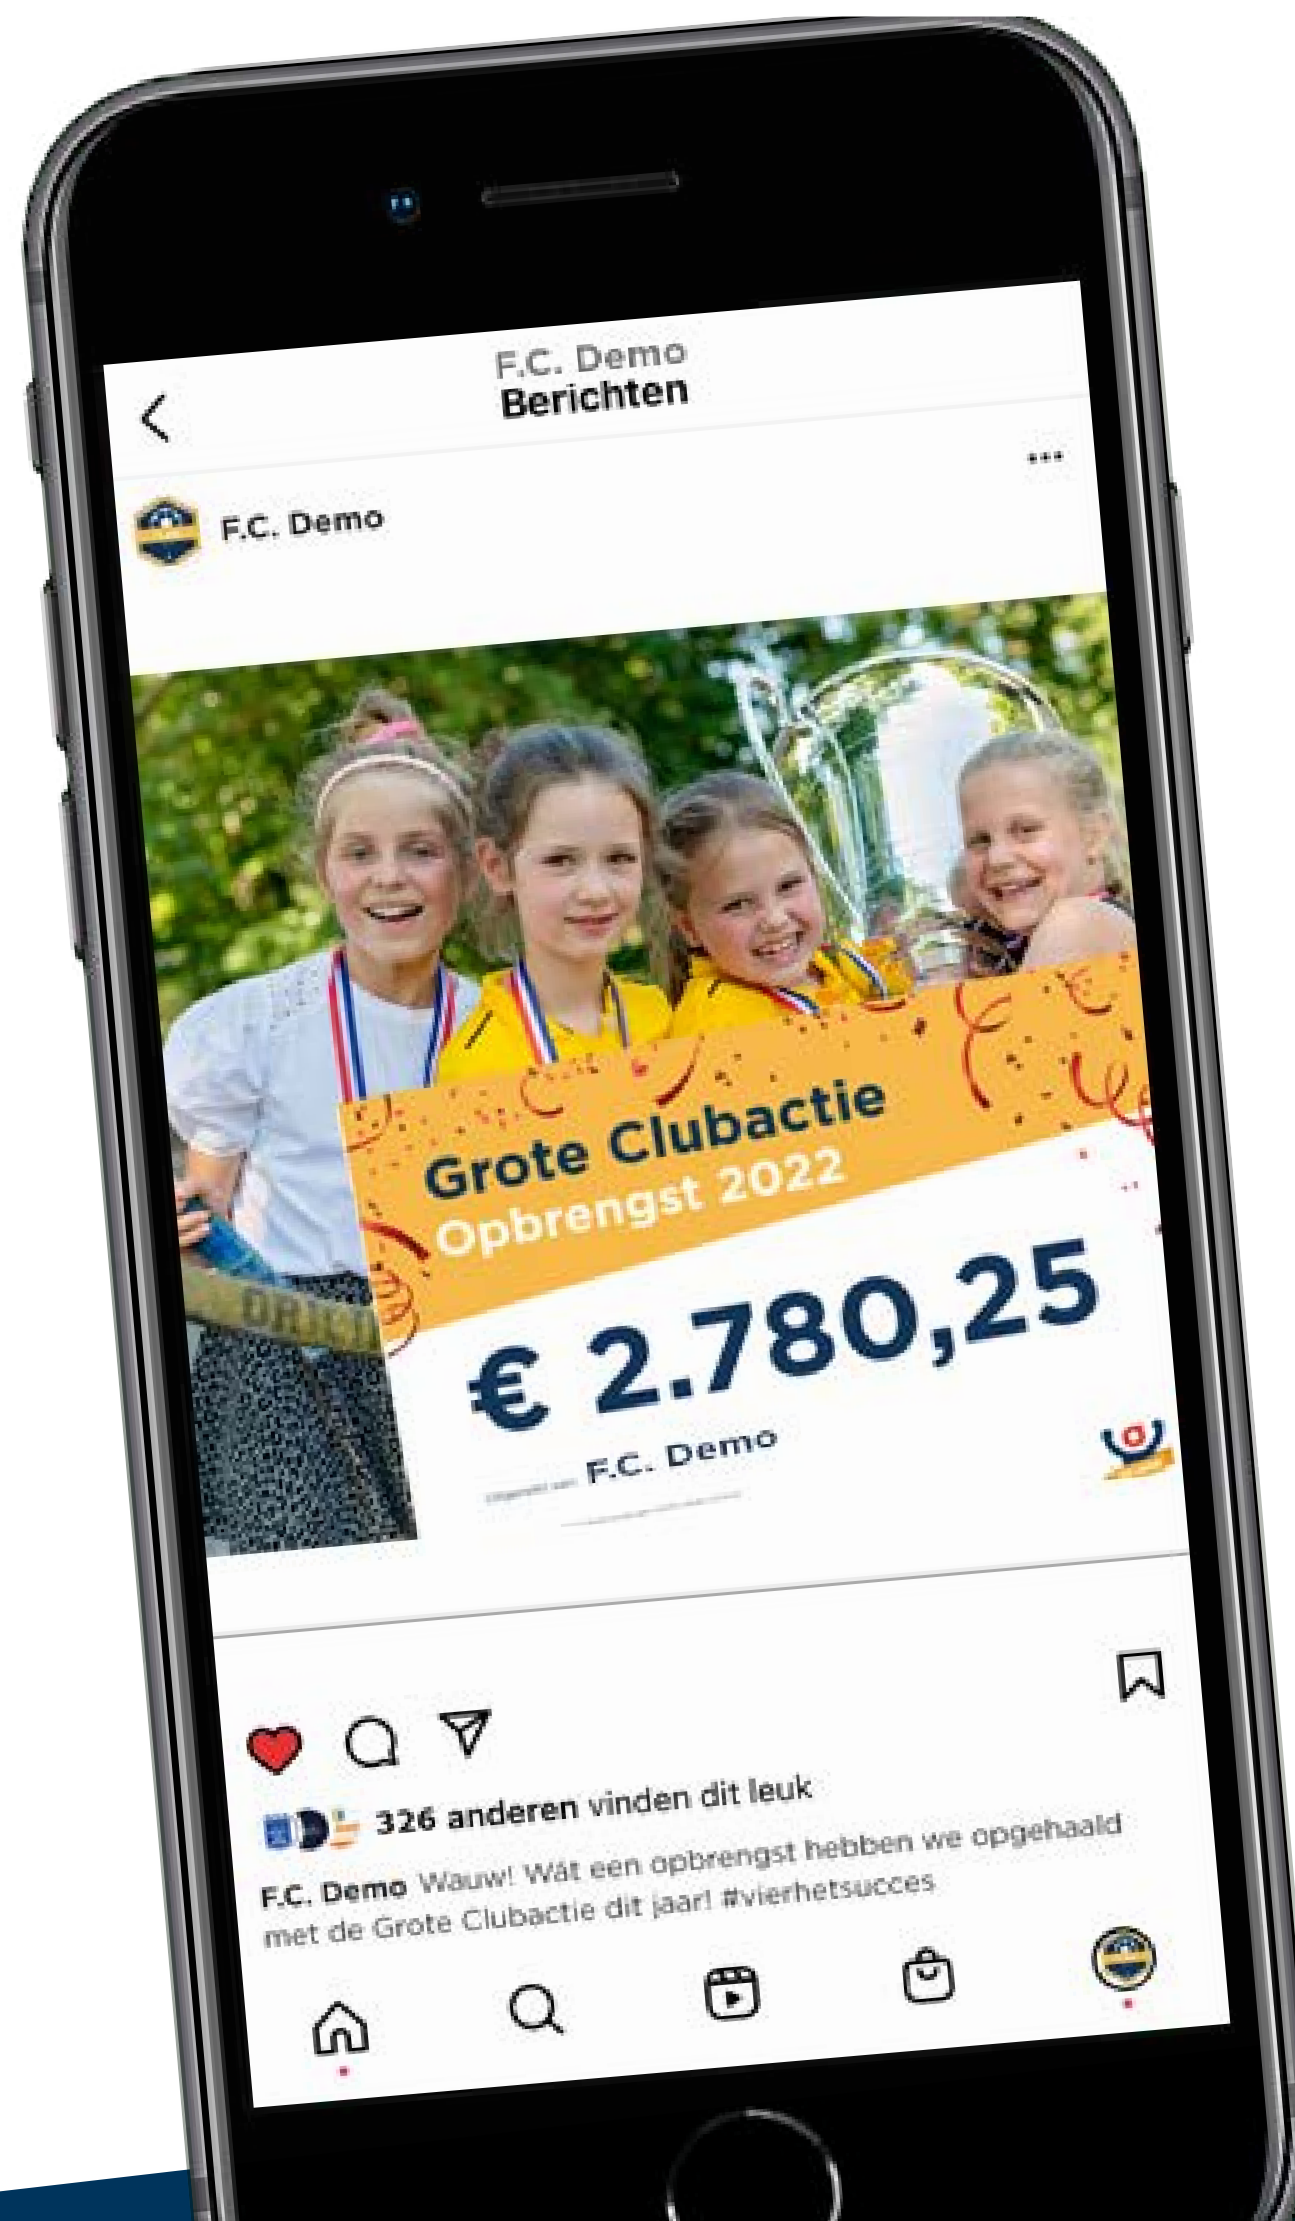 F.C. Demo
Berichten
F.C. Demo
Grote Clubactie
Opbrengst 2022
€ 2.780,25
F.C. Demo
326 anderen vinden dit leuk
F.C. Demo Wauw! Wát een opbrengst hebben we opgehaald
met de Grote Clubactie dit jaar! #vierhetsucces